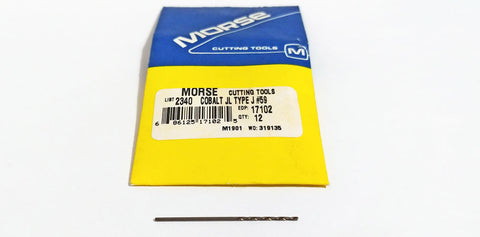 MORSE
CUTTING TOOLS M
MORSE CUTTING TOOLS
LIST 2340 COBALT JL TYPE J #59
EDP: 17102
QTY: 12
6 86125 17102 5
M1901 WO: 319135